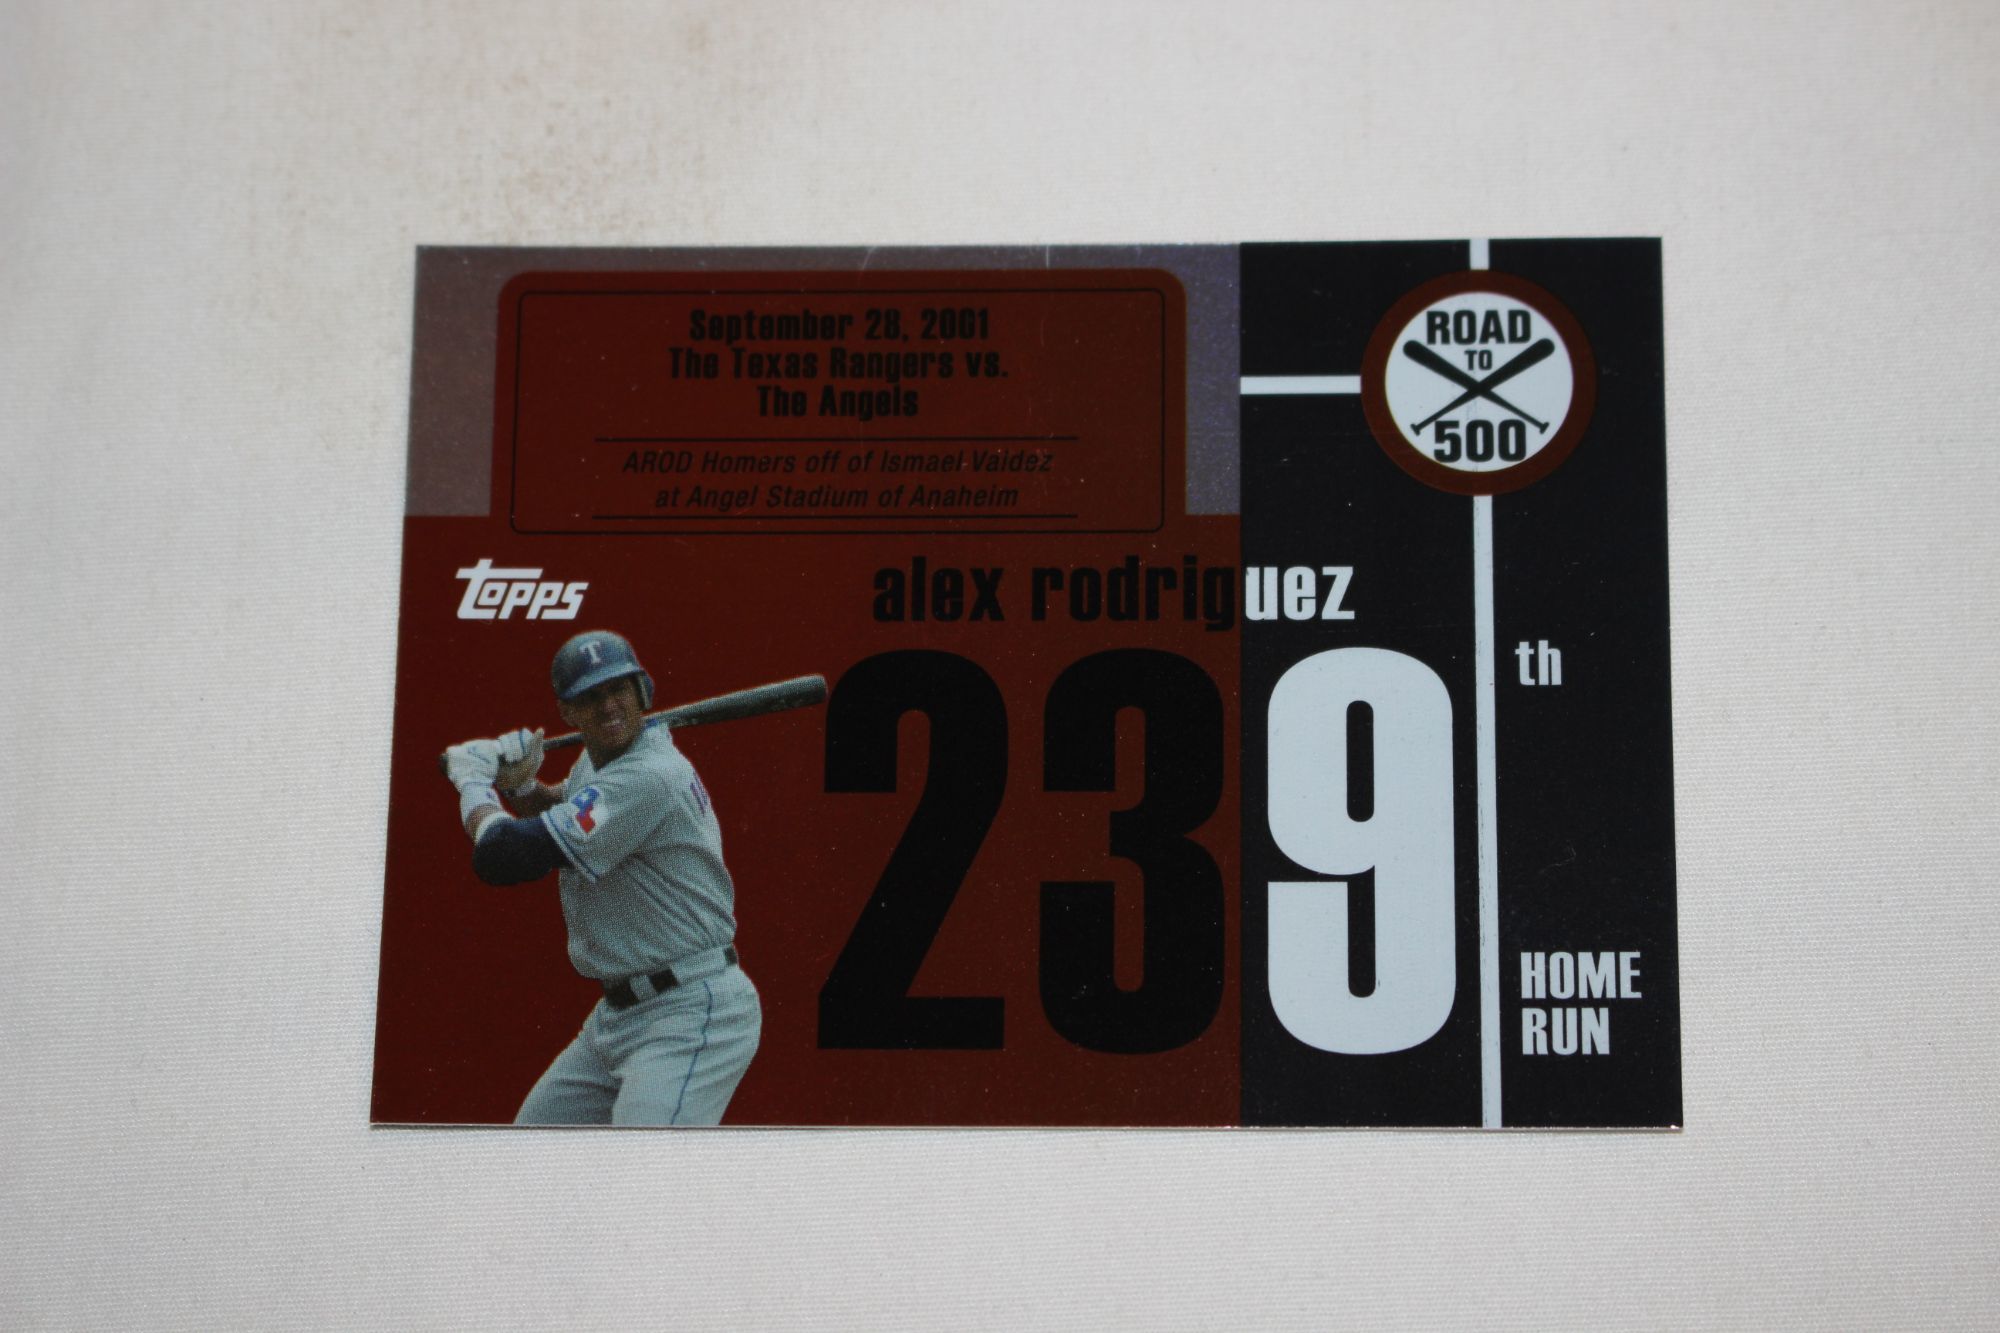 September 28, 2001
The Texas Rangers vs.
The Angels
AROD Homers off of Ismael Valdez
at Angel Stadium of Anaheim
ROAD
TO
500
TOPPS
alex rodriguez
239
th
HOME
RUN
T